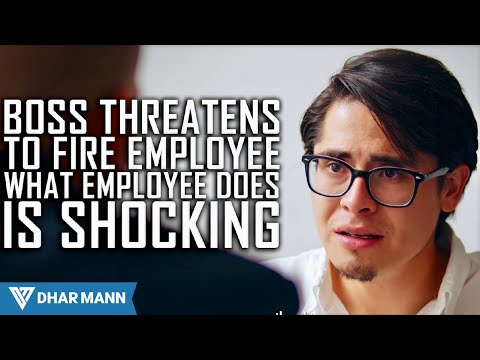 BOSS THREATENS
TO FIRE EMPLOYEE
WHAT EMPLOYEE DOES
IS SHOCKING
DHAR MANN